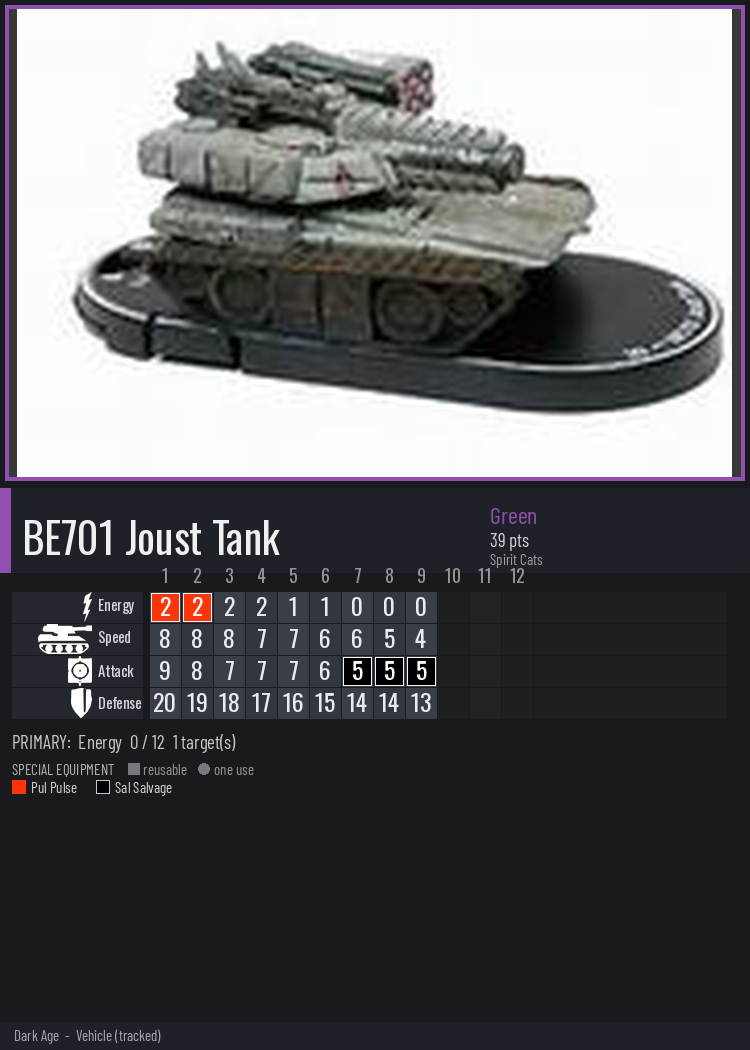 BE701 Joust Tank
Green
39 pts
Spirit Cats
1 2 3 4 5 6 7 8 9 10 11 12
Energy 2 2 2 2 1 1 0 0 0
Speed 8 8 8 7 7 6 6 5 4
Attack 9 8 7 7 7 6 5 5 5
Defense 20 19 18 17 16 15 14 14 13
PRIMARY: Energy 0 / 12 1 target(s)
SPECIAL EQUIPMENT reusable one use
Pul Pulse Sal Salvage
Dark Age - Vehicle (tracked)